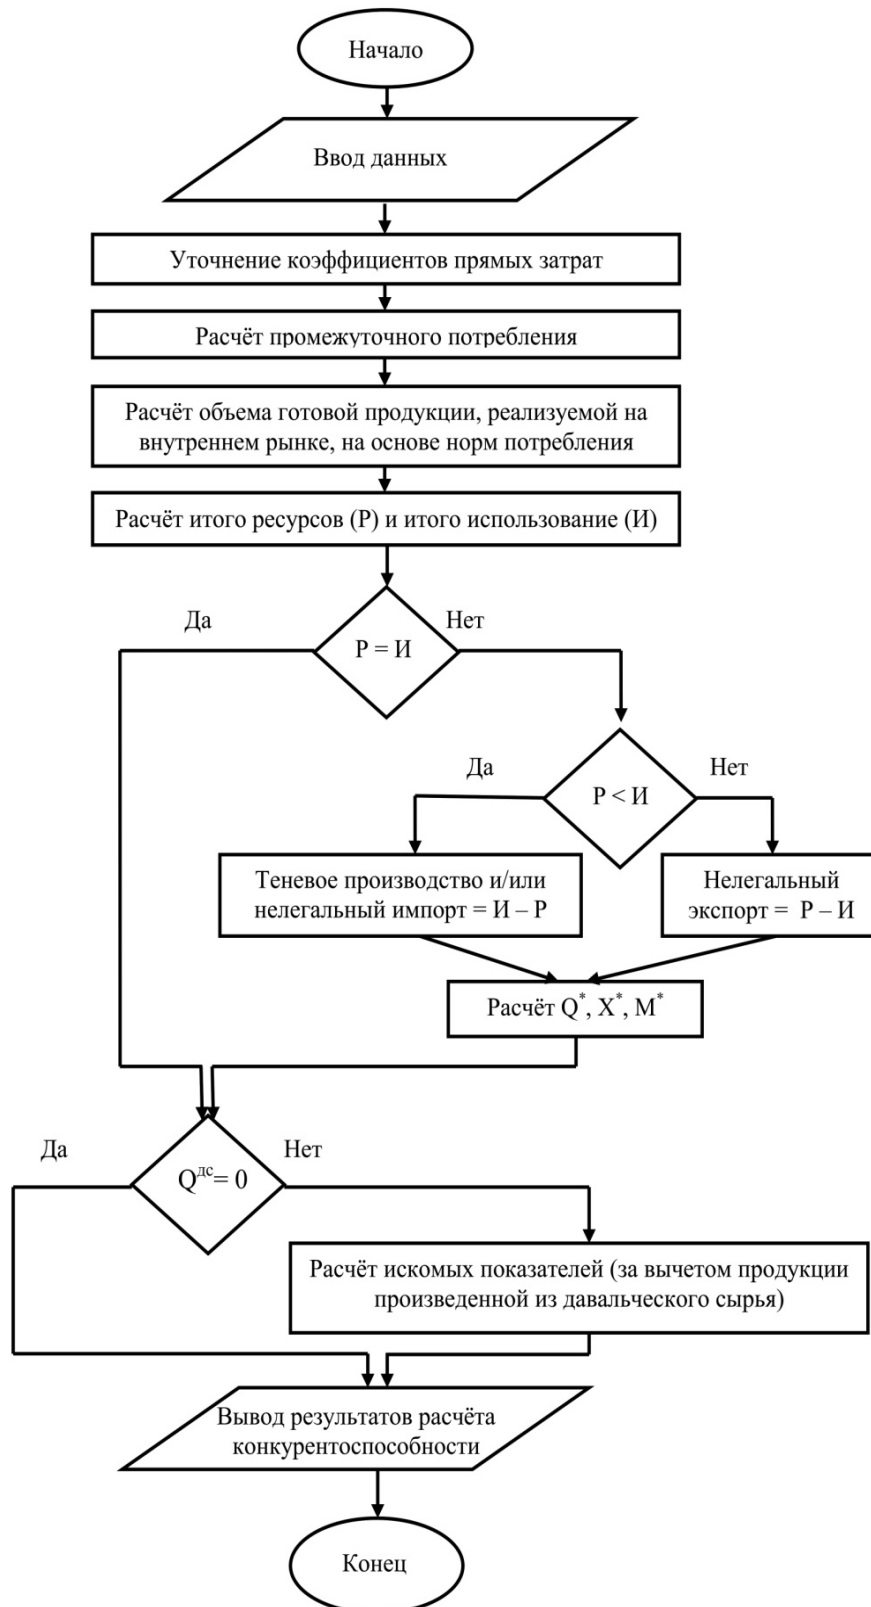 Начало
Ввод данных
Уточнение коэффициентов прямых затрат
Расчёт промежуточного потребления
Расчёт объема готовой продукции, реализуемой на
внутреннем рынке, на основе норм потребления
Расчёт итого ресурсов (Р) и итого использование (И)
Да
Нет
Р = И
Да
Нет
Р < И
Теневое производство и/или
нелегальный импорт = И – Р
Нелегальный
экспорт = Р – И
Расчёт Q*, X*, M*
Да
Нет
Qдс= 0
Расчёт искомых показателей (за вычетом продукции
произведенной из давальческого сырья)
Вывод результатов расчёта
конкурентоспособности
Конец